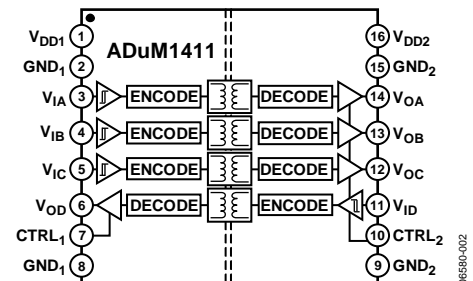 ADuM1411
V_DD1 1
GND_1 2
V_IA 3 ENCODE DECODE 14 V_OA
V_IB 4 ENCODE DECODE 13 V_OB
V_IC 5 ENCODE DECODE 12 V_OC
V_OD 6 DECODE ENCODE 11 V_ID
CTRL_1 7
GND_1 8
16 V_DD2
15 GND_2
10 CTRL_2
9 GND_2
06580-002